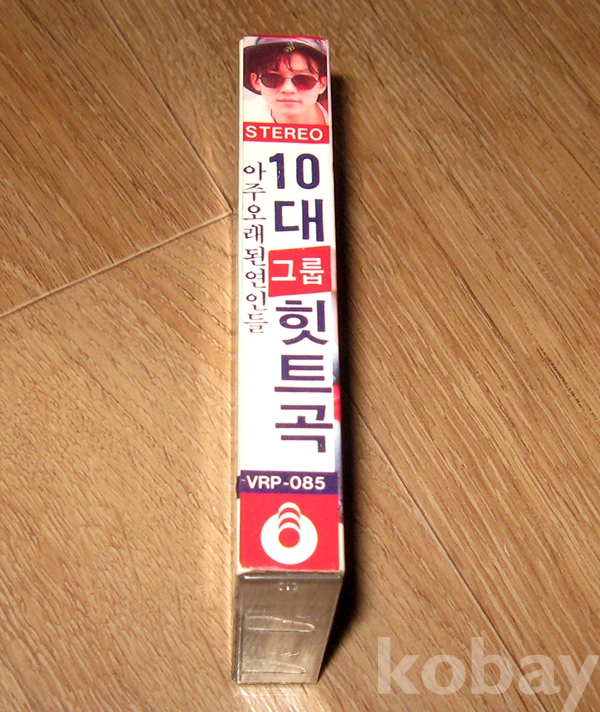 STEREO
10대
그룹
힛트곡
아주오래된연인들
VRP-085
kobay